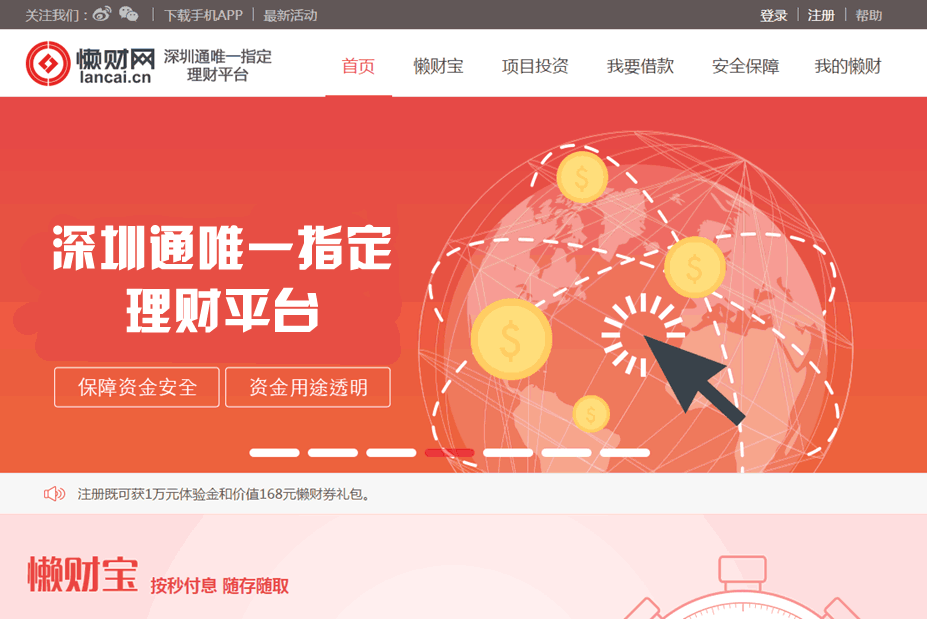 关注我们：
下载手机APP
最新活动
登录
注册
帮助
懒财网
lancai.cn
深圳通唯一指定
理财平台
首页
懒财宝
项目投资
我要借款
安全保障
我的懒财
深圳通唯一指定
理财平台
保障资金安全
资金用途透明
$
$
$
$
注册既可获1万元体验金和价值168元懒财券礼包。
懒财宝
按秒付息 随存随取